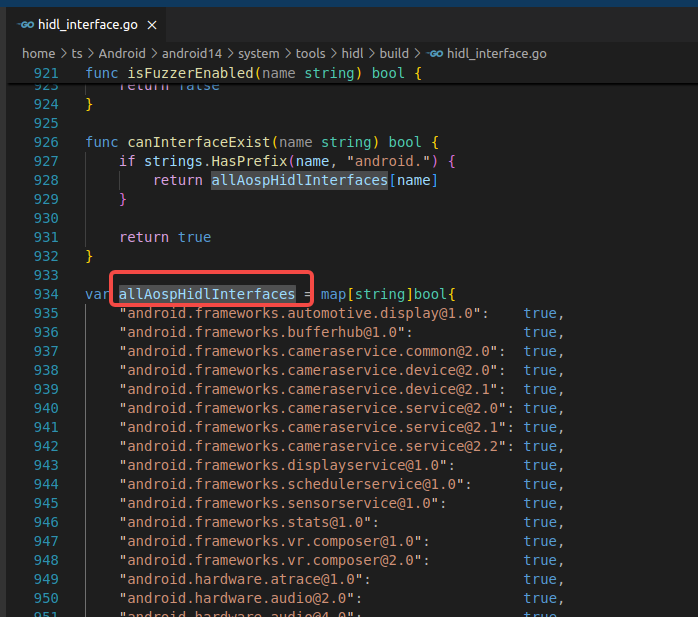 GO hidl_interface.go ×
home > ts > Android > android14 > system > tools > hidl > build > GO hidl_interface.go
921 func isFuzzerEnabled(name string) bool {
923 return false
924 }
925
926 func canInterfaceExist(name string) bool {
927 if strings.HasPrefix(name, "android.") {
928 return allAospHidlInterfaces[name]
929 }
930
931 return true
932 }
933
934 var allAospHidlInterfaces = map[string]bool{
935 "android.frameworks.automotive.display@1.0": true,
936 "android.frameworks.bufferhub@1.0": true,
937 "android.frameworks.cameraservice.common@2.0": true,
938 "android.frameworks.cameraservice.device@2.0": true,
939 "android.frameworks.cameraservice.device@2.1": true,
940 "android.frameworks.cameraservice.service@2.0": true,
941 "android.frameworks.cameraservice.service@2.1": true,
942 "android.frameworks.cameraservice.service@2.2": true,
943 "android.frameworks.displayservice@1.0": true,
944 "android.frameworks.schedulerservice@1.0": true,
945 "android.frameworks.sensorservice@1.0": true,
946 "android.frameworks.stats@1.0": true,
947 "android.frameworks.vr.composer@1.0": true,
948 "android.frameworks.vr.composer@2.0": true,
949 "android.hardware.atrace@1.0": true,
950 "android.hardware.audio@2.0": true,
951 "android.hardware.audio@4.0": true,